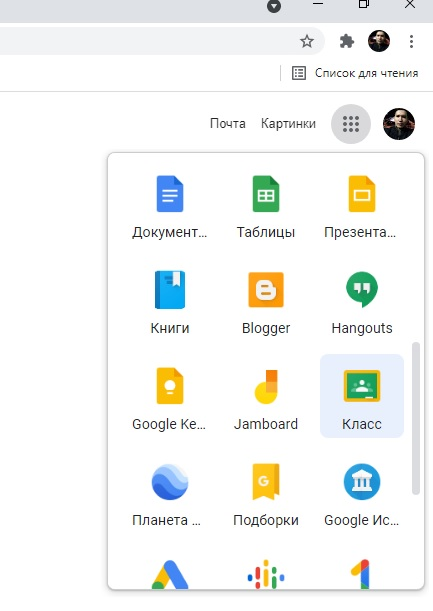 Список для чтения
Почта Картинки
Документ... Таблицы Презента...
Книги Blogger Hangouts
Google Ke... Jamboard Класс
Планета ... Подборки Google Ис...